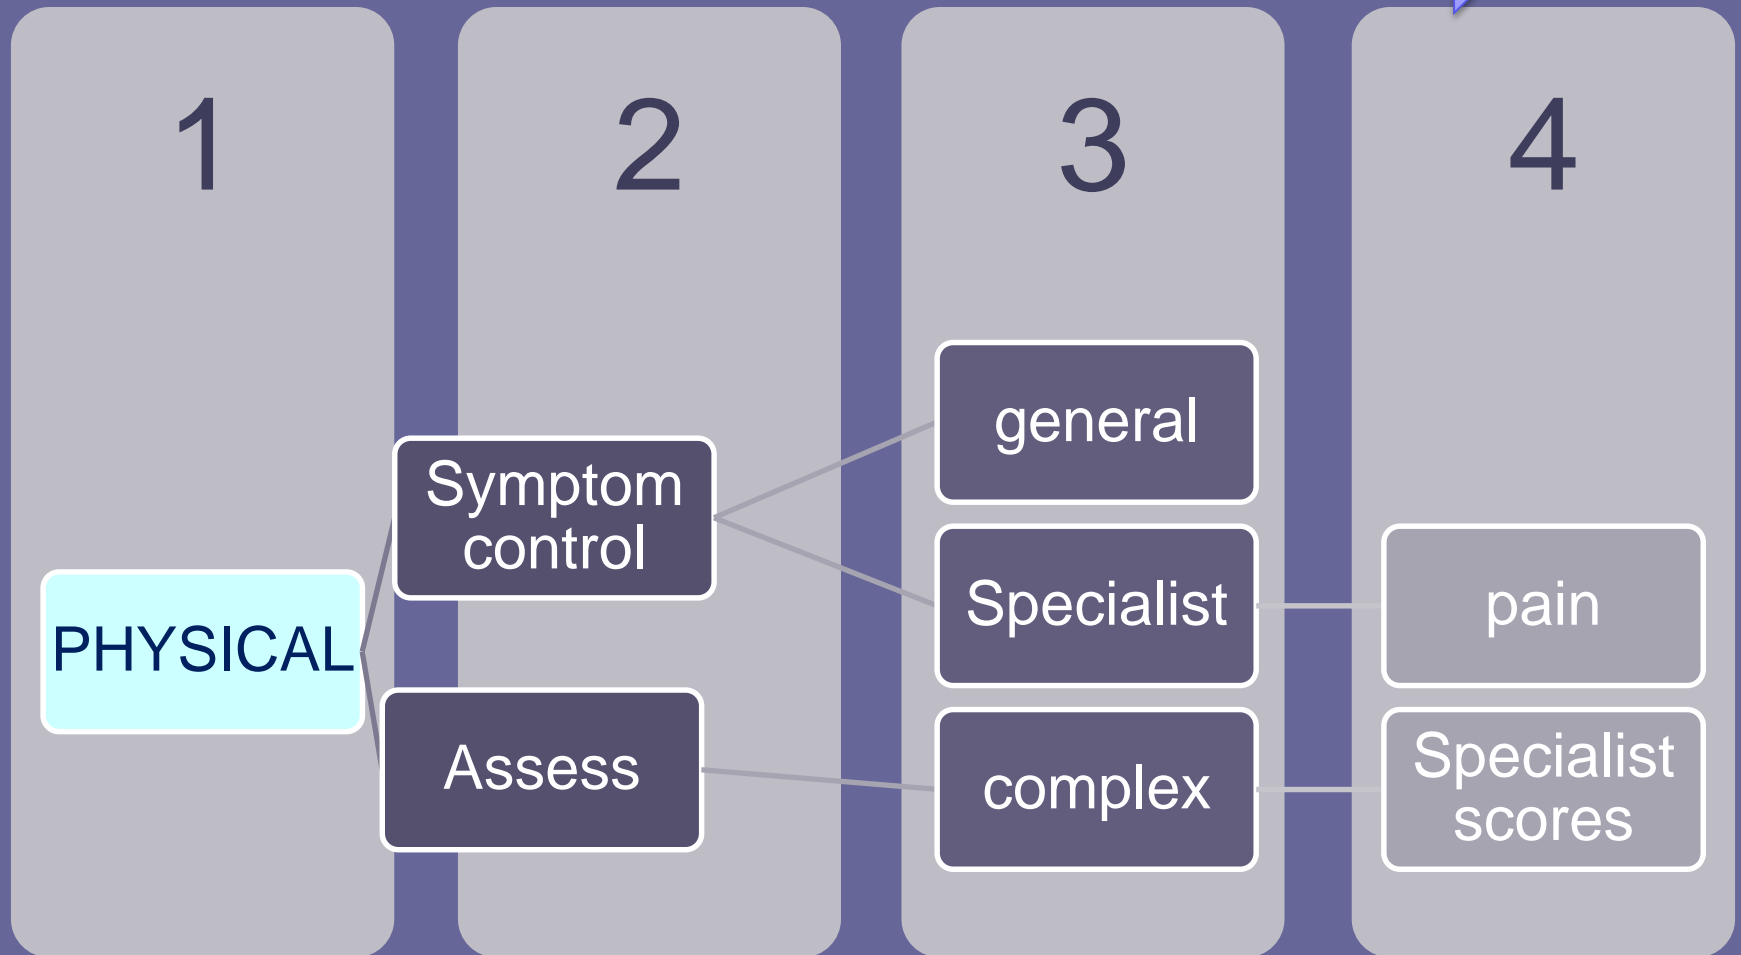 1
2
3
4
PHYSICAL
Symptom
control
Assess
general
Specialist
complex
pain
Specialist
scores